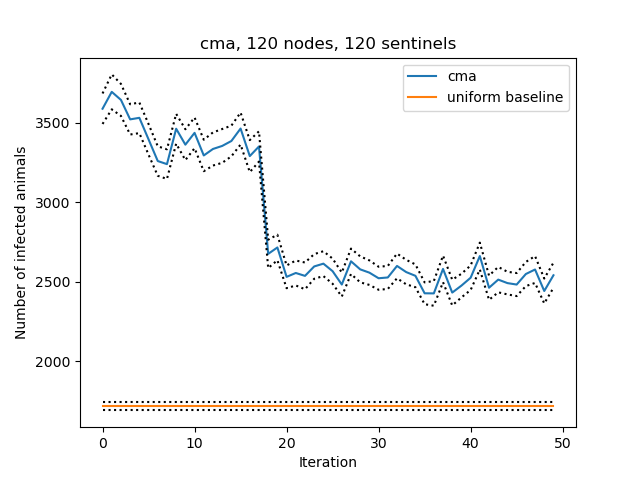 cma, 120 nodes, 120 sentinels
cma
uniform baseline
Number of infected animals
3500
3000
2500
2000
0 10 20 30 40 50
Iteration